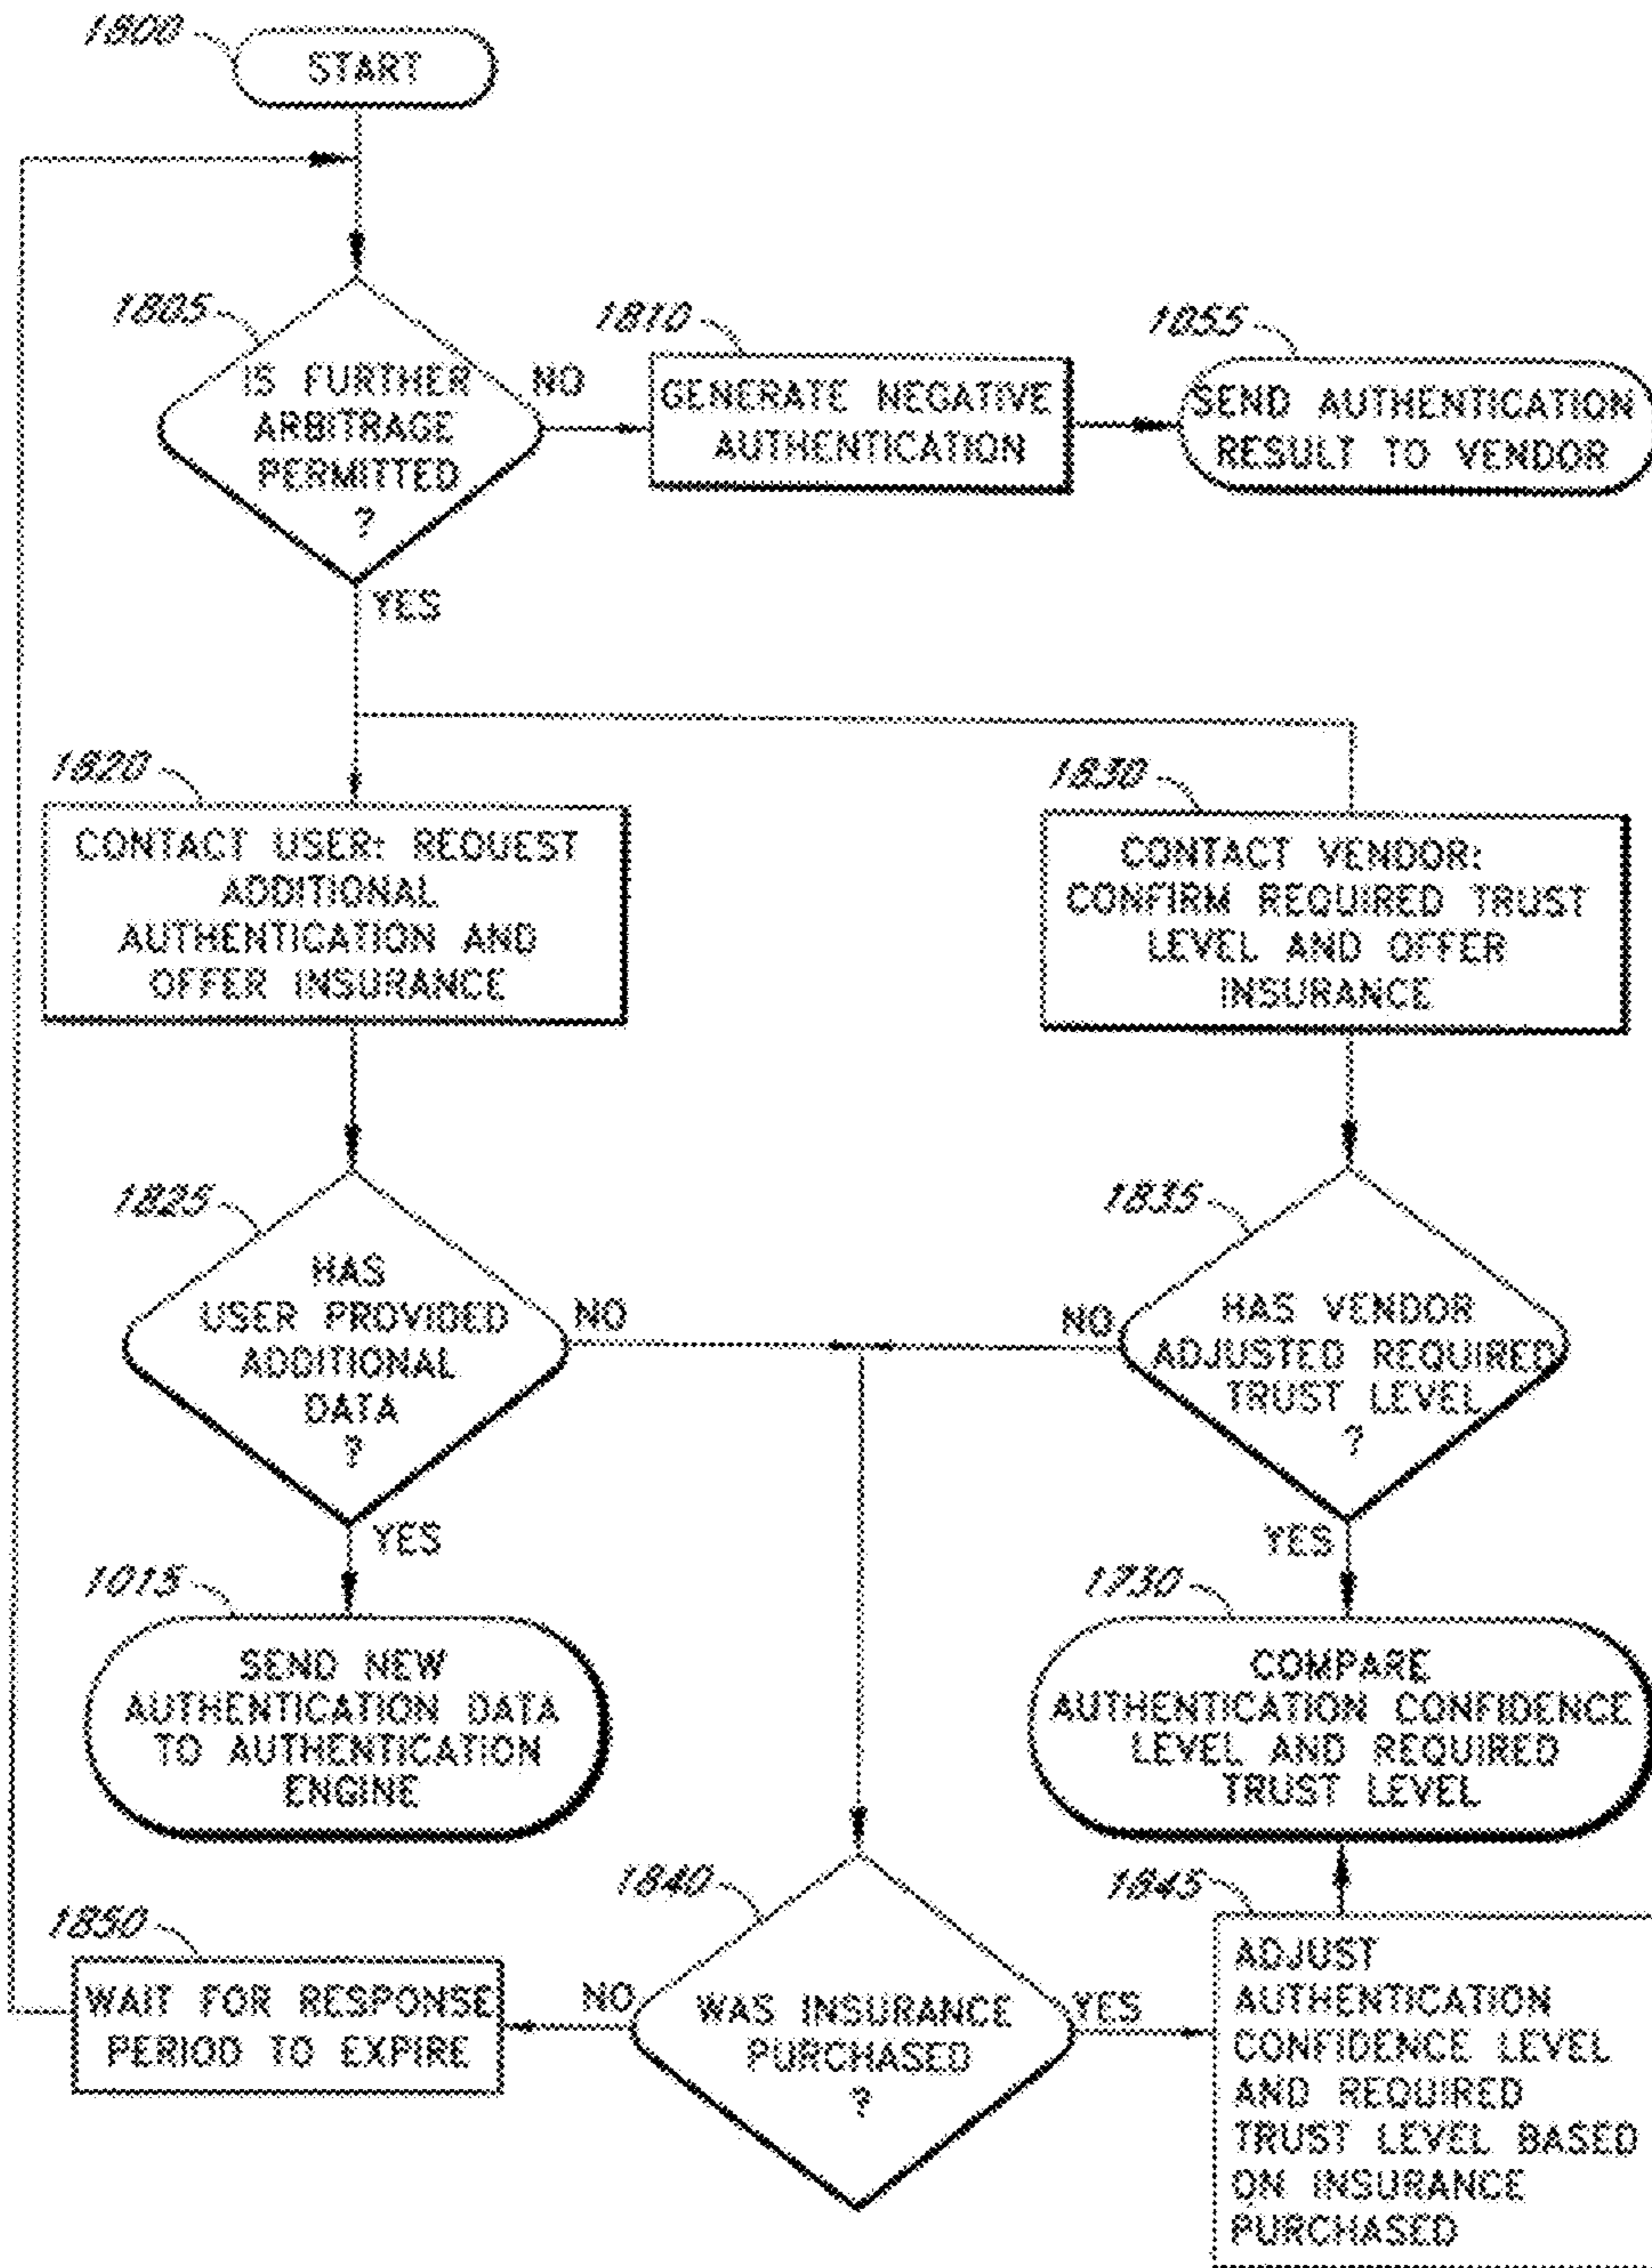 1800
START
1805
IS FURTHER
ARBITRAGE
PERMITTED
?
NO
YES
1810
GENERATE NEGATIVE
AUTHENTICATION
1055
SEND AUTHENTICATION
RESULT TO VENDOR
1820
CONTACT USER: REQUEST
ADDITIONAL
AUTHENTICATION AND
OFFER INSURANCE
1830
CONTACT VENDOR:
CONFIRM REQUIRED TRUST
LEVEL AND OFFER
INSURANCE
1825
HAS
USER PROVIDED
ADDITIONAL
DATA
?
NO
YES
1835
HAS VENDOR
ADJUSTED REQUIRED
TRUST LEVEL
?
NO
YES
1015
SEND NEW
AUTHENTICATION DATA
TO AUTHENTICATION
ENGINE
1730
COMPARE
AUTHENTICATION CONFIDENCE
LEVEL AND REQUIRED
TRUST LEVEL
1840
WAS INSURANCE
PURCHASED
?
NO
YES
1850
WAIT FOR RESPONSE
PERIOD TO EXPIRE
1845
ADJUST
AUTHENTICATION
CONFIDENCE LEVEL
AND REQUIRED
TRUST LEVEL BASED
ON INSURANCE
PURCHASED